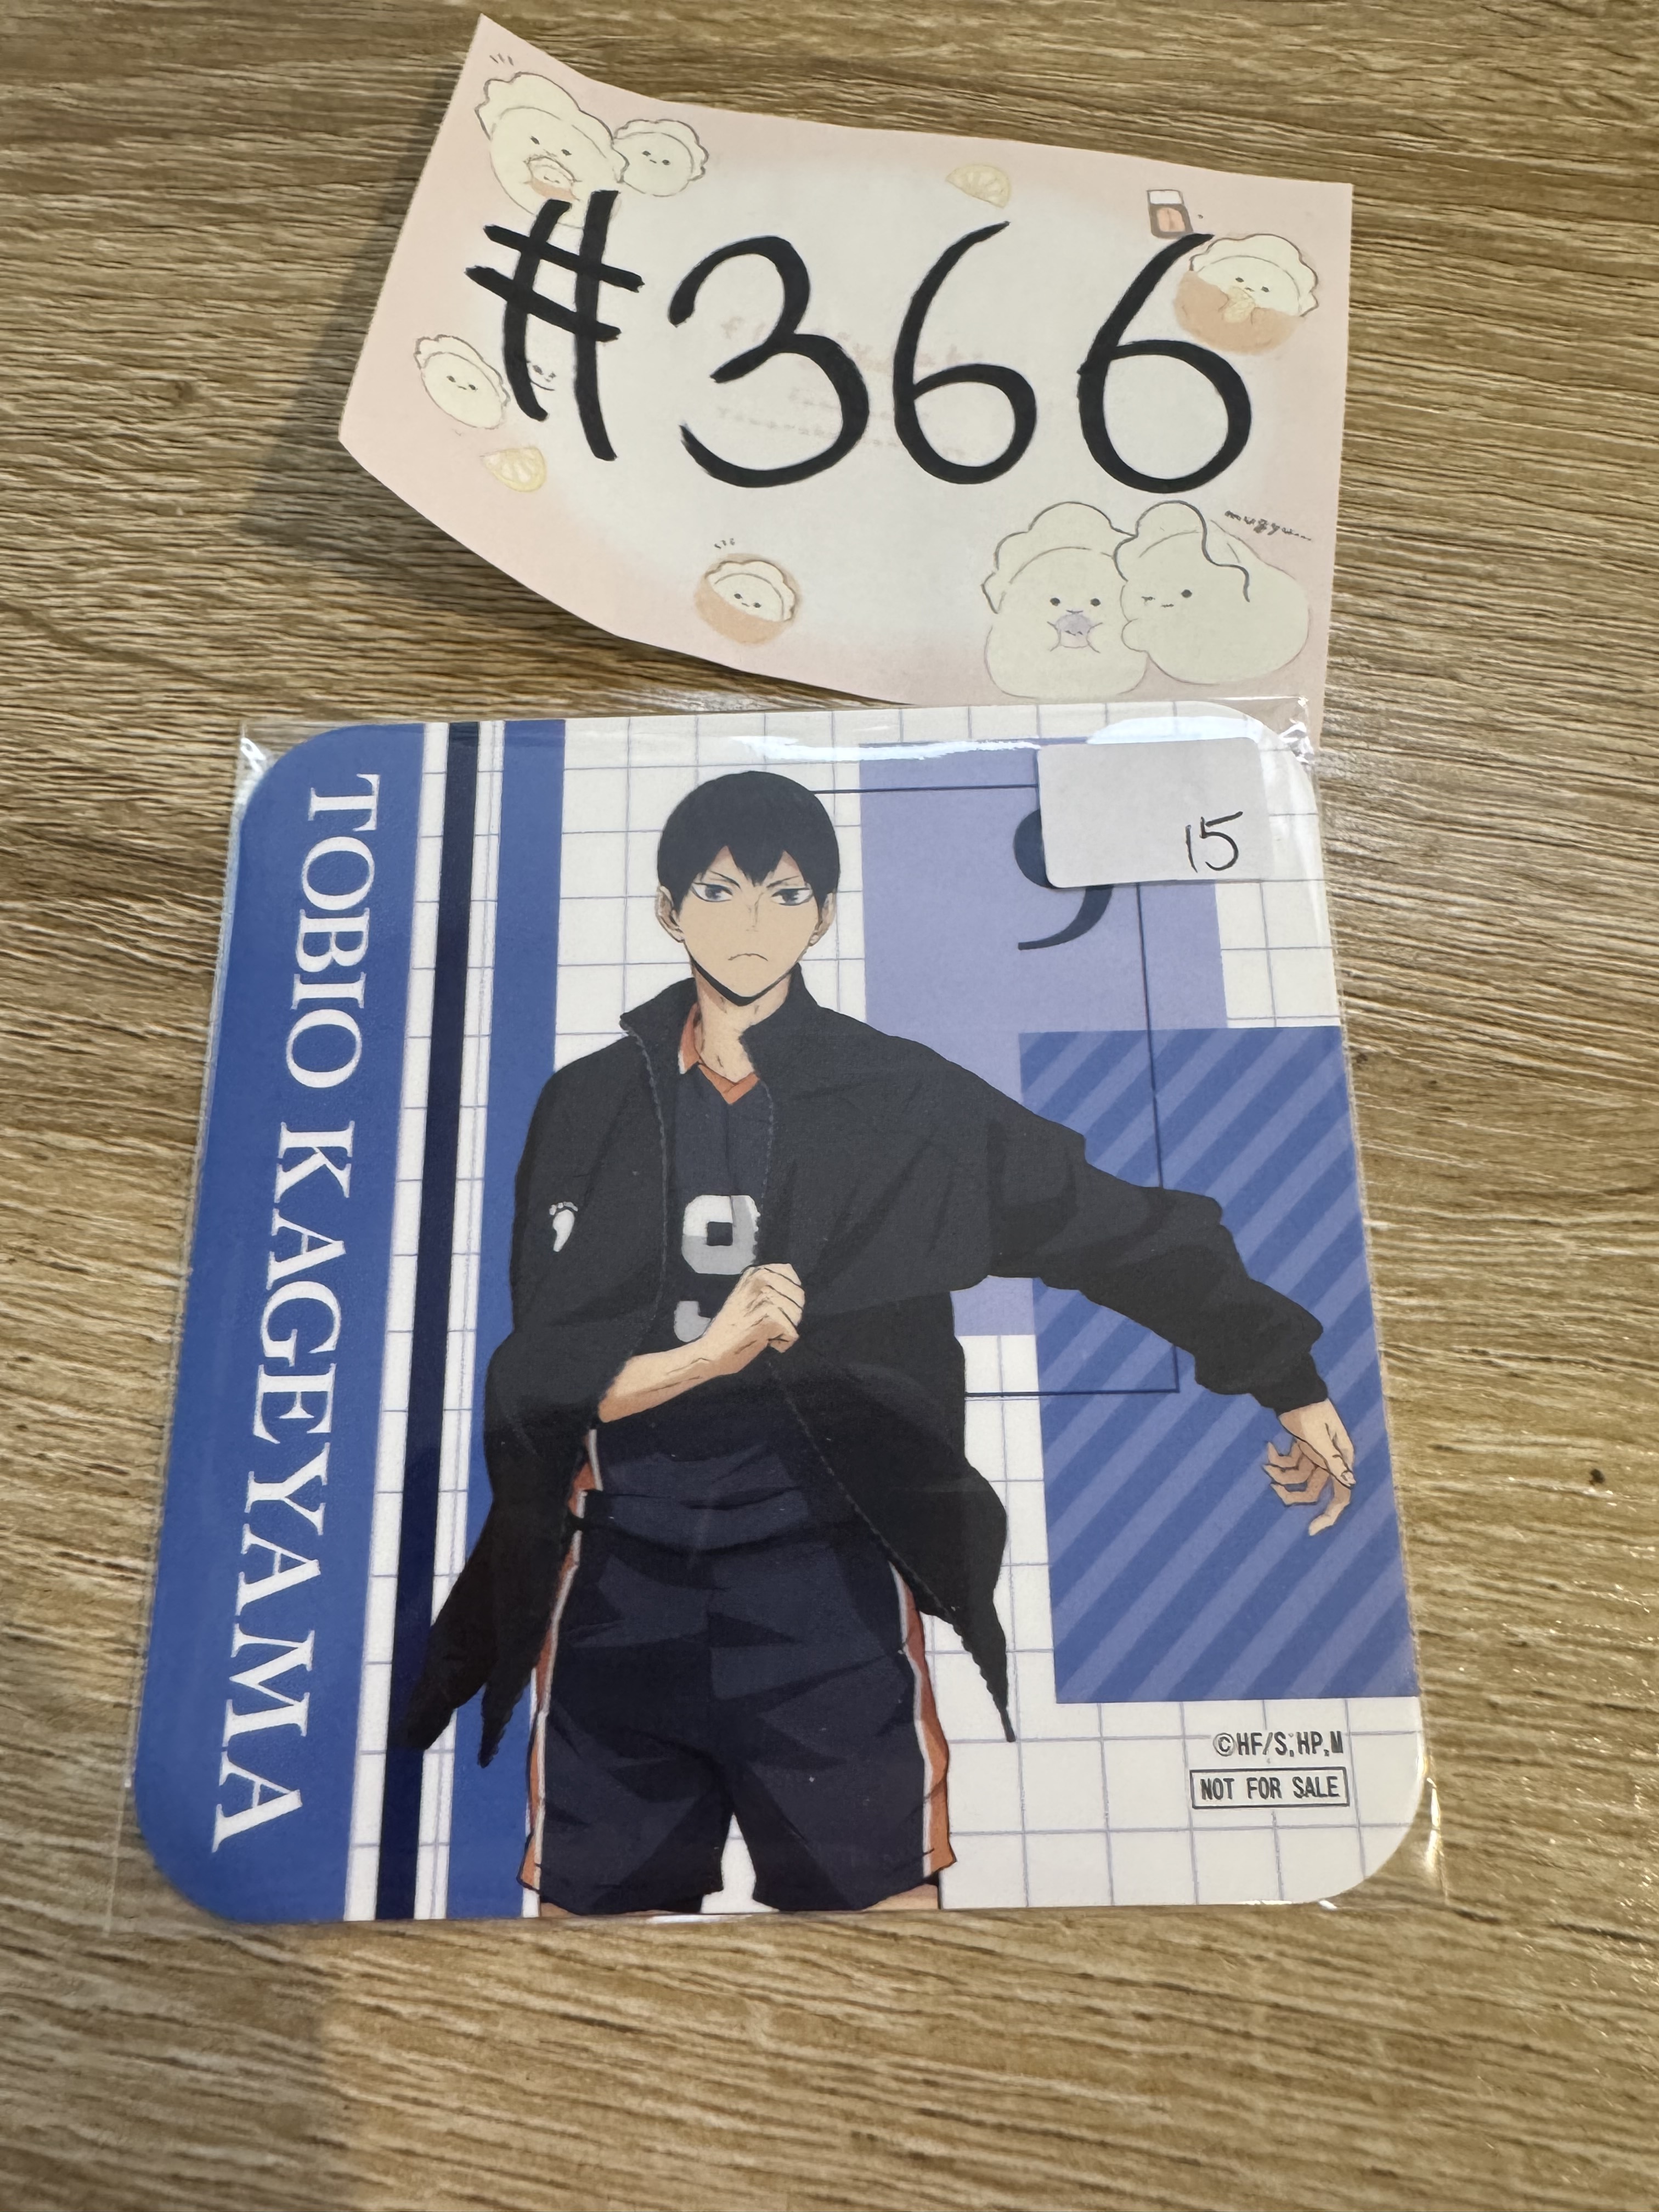 #366
mugyu...
15
9
TOBIO KAGEYAMA
9
©HF/S,HP,M
NOT FOR SALE